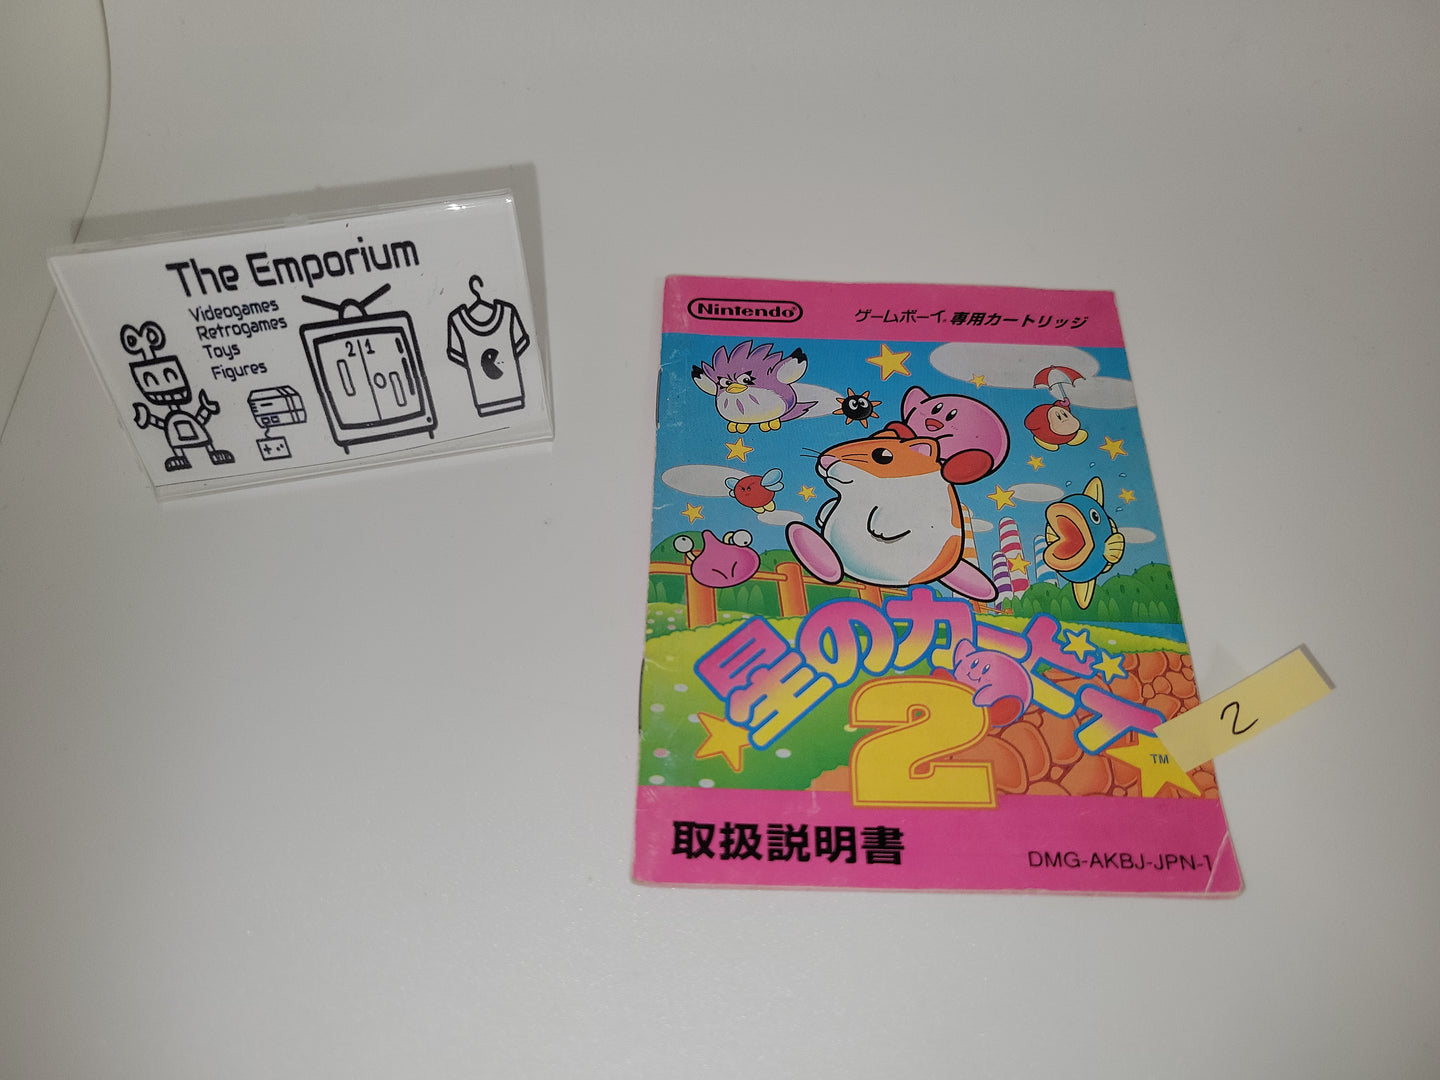 The Emporium
Videogames
Retrogames
Toys
Figures
2 1
Nintendo®
ゲームボーイ® 専用カートリッジ
星のカービィ
2
TM
取扱説明書
DMG-AKBJ-JPN-1
2